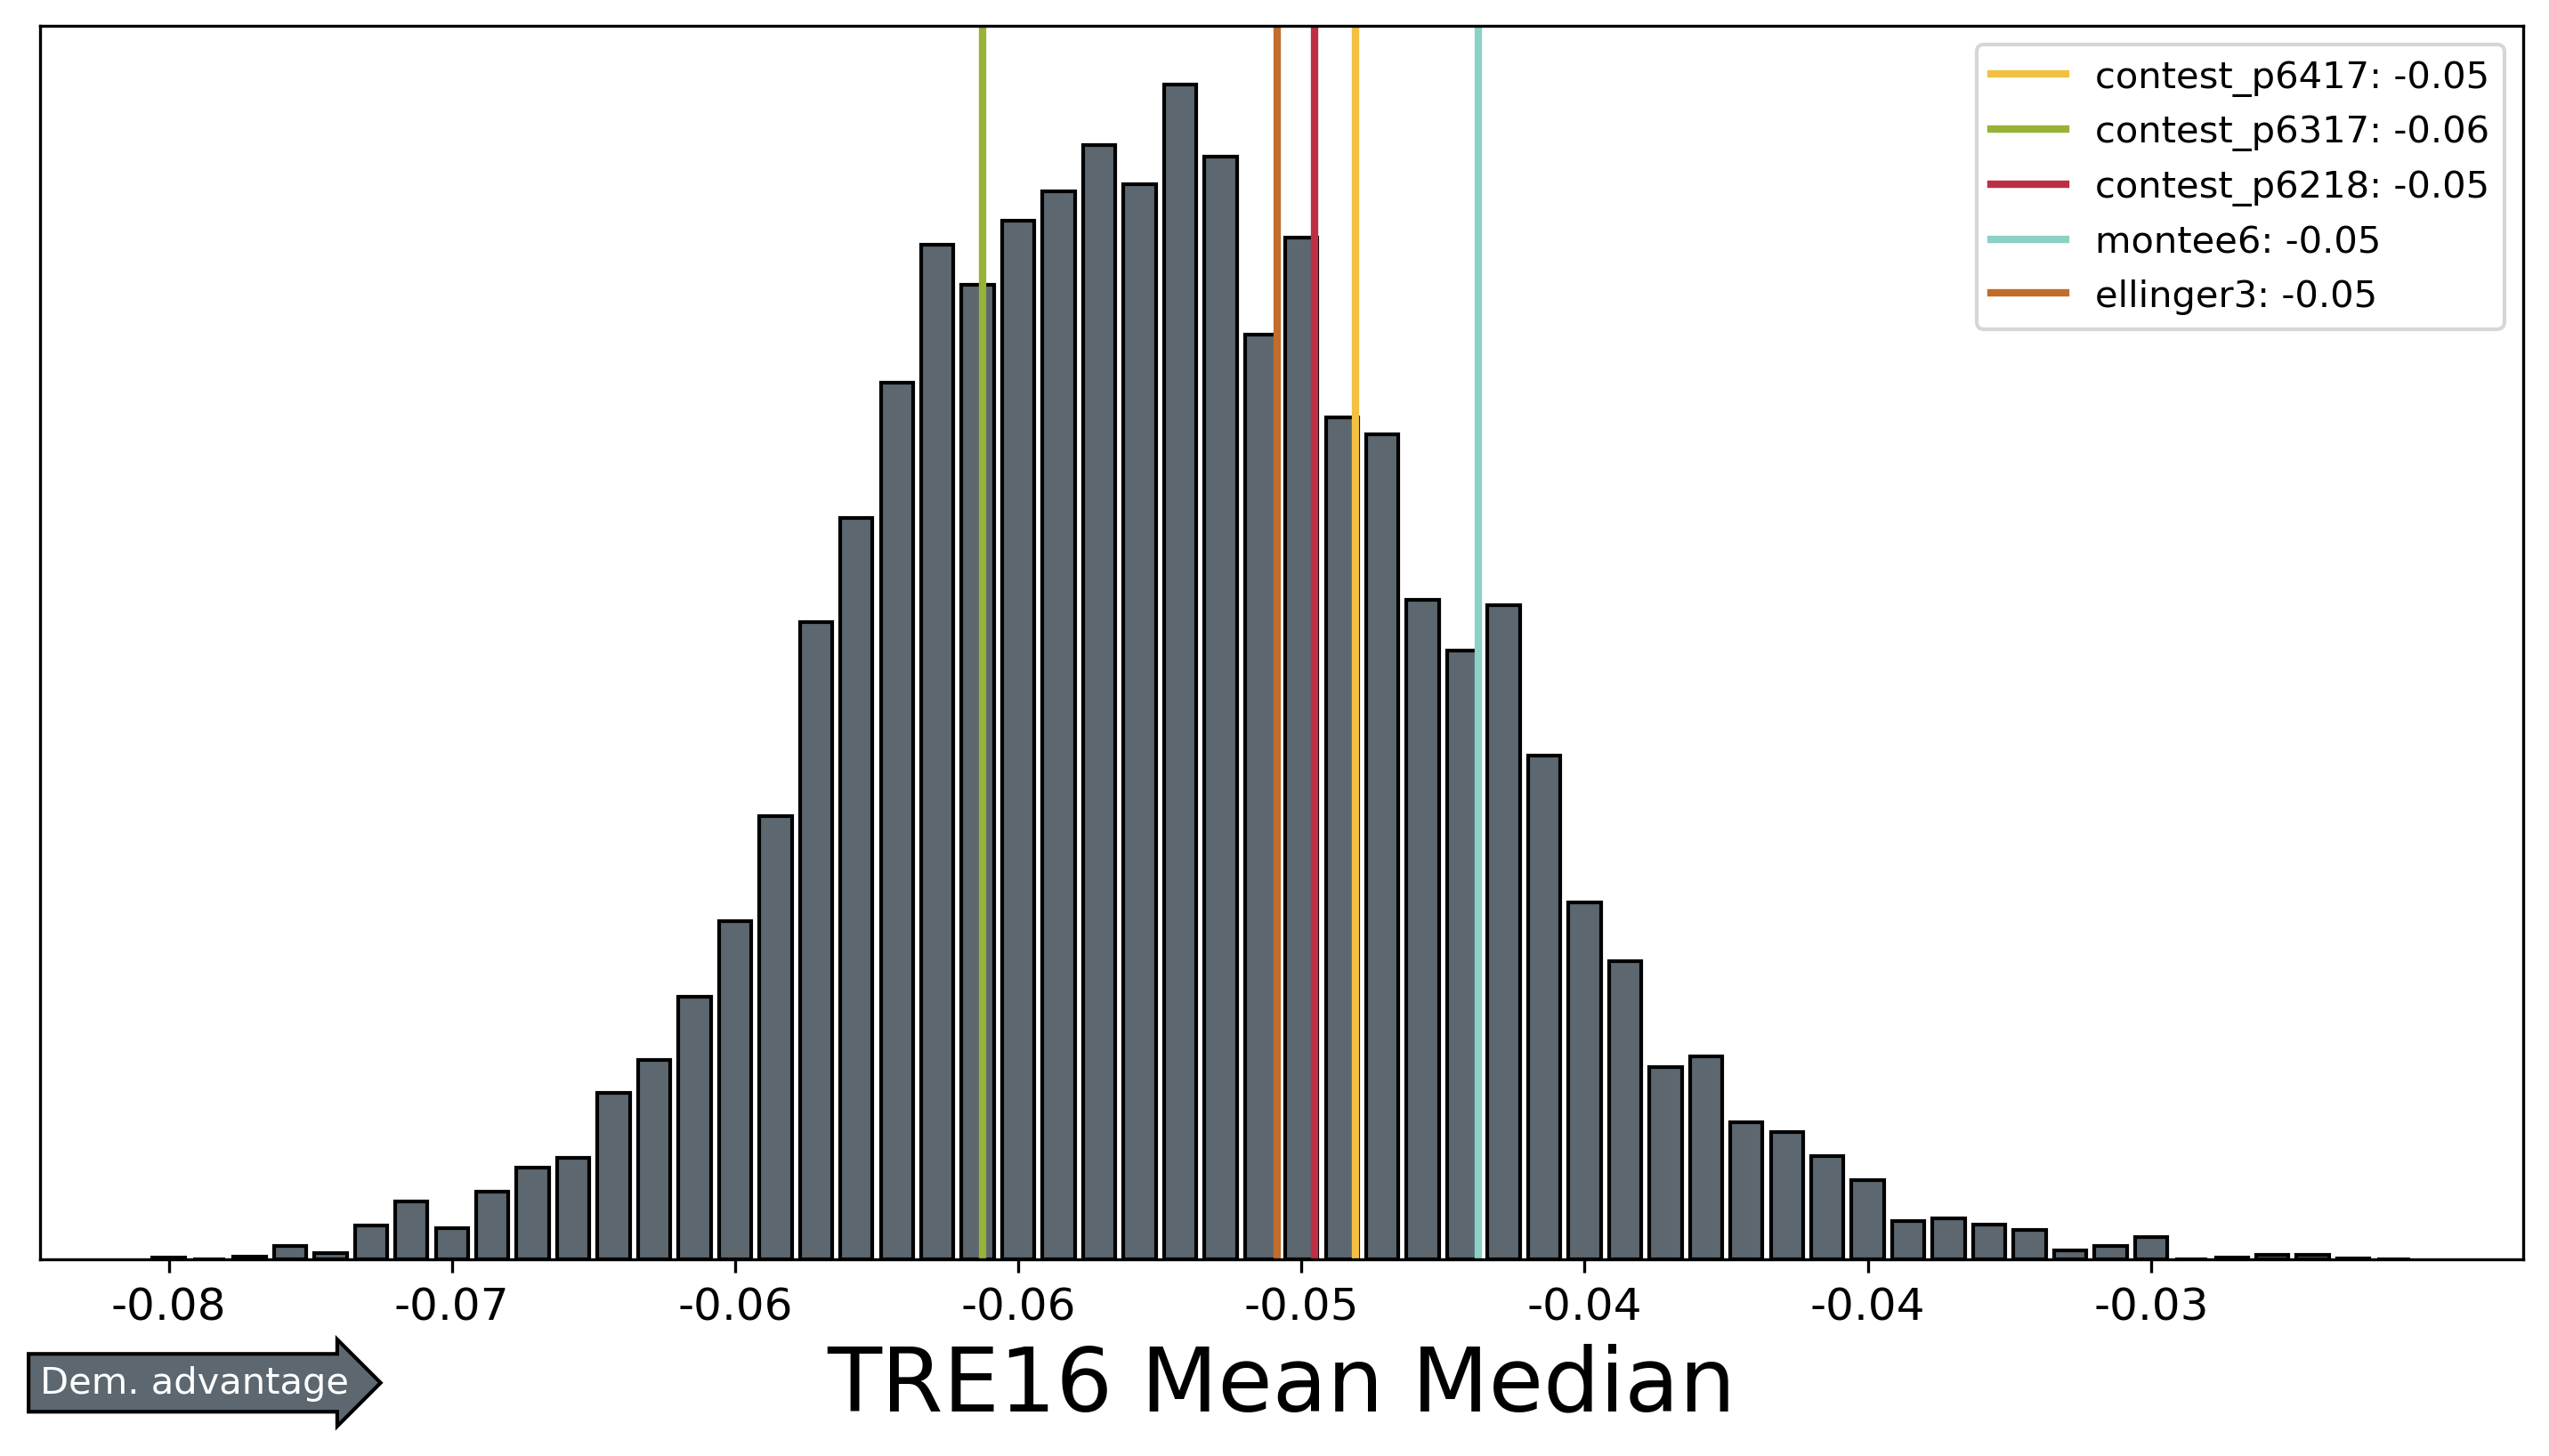 contest_p6417: -0.05
contest_p6317: -0.06
contest_p6218: -0.05
montee6: -0.05
ellinger3: -0.05
-0.08 -0.07 -0.06 -0.06 -0.05 -0.04 -0.04 -0.03
Dem. advantage
TRE16 Mean Median